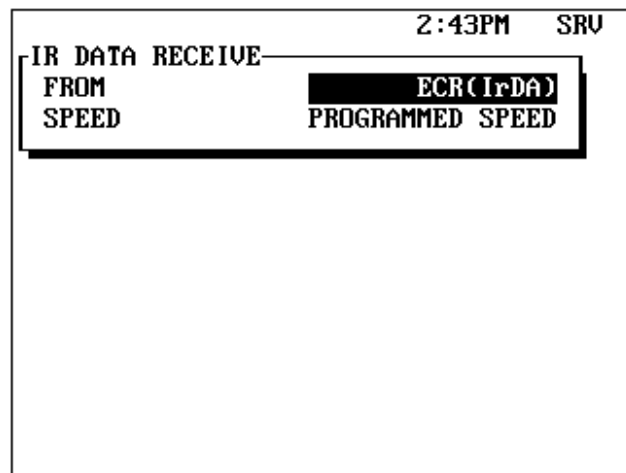 2:43PM SRV
IR DATA RECEIVE
FROM ECR(IrDA)
SPEED PROGRAMMED SPEED